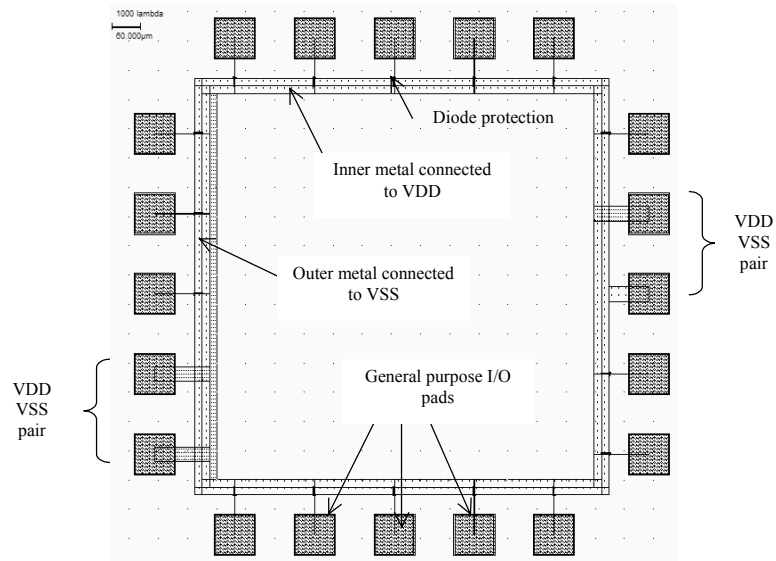 1000 lambda
60.000µm
Diode protection
Inner metal connected
to VDD
VDD
VSS
pair
Outer metal connected
to VSS
General purpose I/O
pads
VDD
VSS
pair